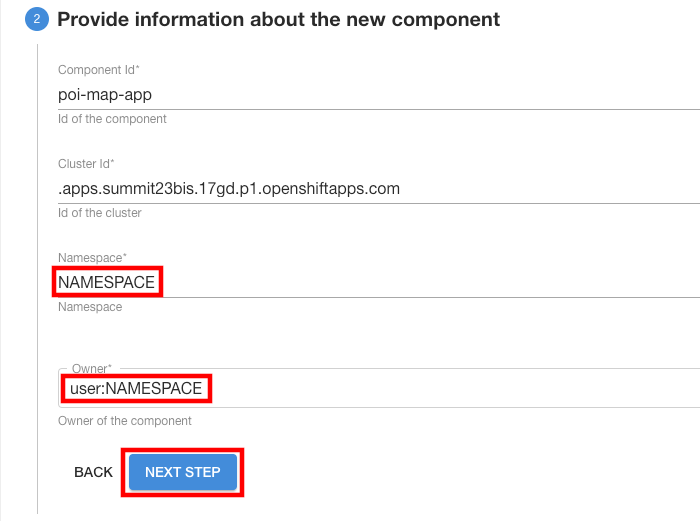 2 Provide information about the new component
Component Id*
poi-map-app
Id of the component
Cluster Id*
.apps.summit23bis.17gd.p1.openshiftapps.com
Id of the cluster
Namespace*
NAMESPACE
Namespace
Owner*
user:NAMESPACE
Owner of the component
BACK NEXT STEP